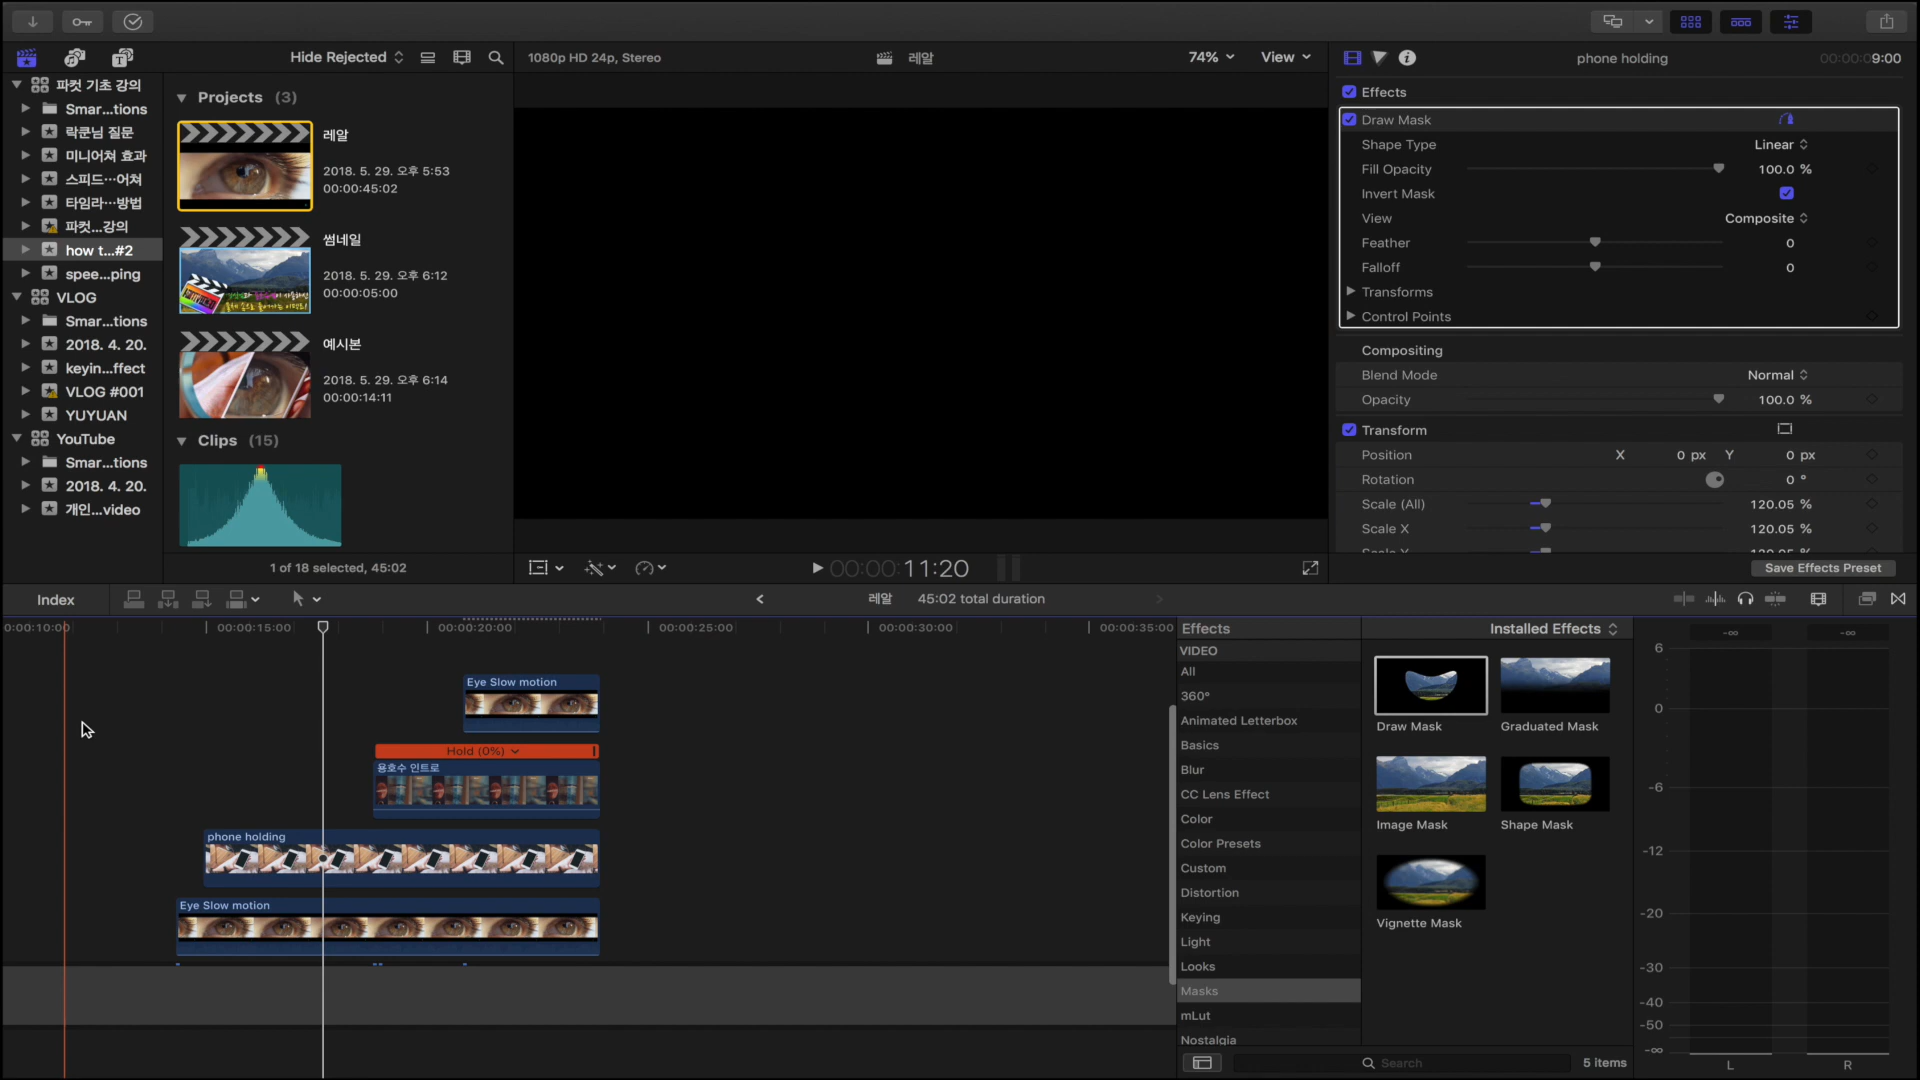 Hide Rejected
1080p HD 24p, Stereo
레알
74%
View
phone holding
00:00:09:00
파컷 기초 강의
Smar...tions
락쿤님 질문
미니어쳐 효과
스피드…어쳐
타임라…방법
파컷...강의
how t...#2
spee...ping
VLOG
Smar...tions
2018. 4. 20.
keyin...ffect
VLOG #001
YUYUAN
YouTube
Smar...tions
2018. 4. 20.
개인...video
Projects (3)
레알
2018. 5. 29. 오후 5:53
00:00:45:02
썸네일
2018. 5. 29. 오후 6:12
00:00:05:00
예시본
2018. 5. 29. 오후 6:14
00:00:14:11
Clips (15)
1 of 18 selected, 45:02
00:00:11:20
Effects
Draw Mask
Shape Type Linear
Fill Opacity 100.0 %
Invert Mask
View Composite
Feather 0
Falloff 0
Transforms
Control Points
Compositing
Blend Mode Normal
Opacity 100.0 %
Transform
Position X 0 px Y 0 px
Rotation 0 °
Scale (All) 120.05 %
Scale X 120.05 %
Scale Y 120.05 %
Save Effects Preset
Index
레알 45:02 total duration
0:00:10:00
00:00:15:00
00:00:20:00
00:00:25:00
00:00:30:00
00:00:35:00
Eye Slow motion
Hold (0%)
용호수 인트로
phone holding
Eye Slow motion
Effects
Installed Effects
VIDEO
All
360°
Animated Letterbox
Basics
Blur
CC Lens Effect
Color
Color Presets
Custom
Distortion
Keying
Light
Looks
Masks
mLut
Nostalgia
Draw Mask
Graduated Mask
Image Mask
Shape Mask
Vignette Mask
Search
5 items
-∞ -∞
6
0
-6
-12
-20
-30
-40
-50
-∞
L R